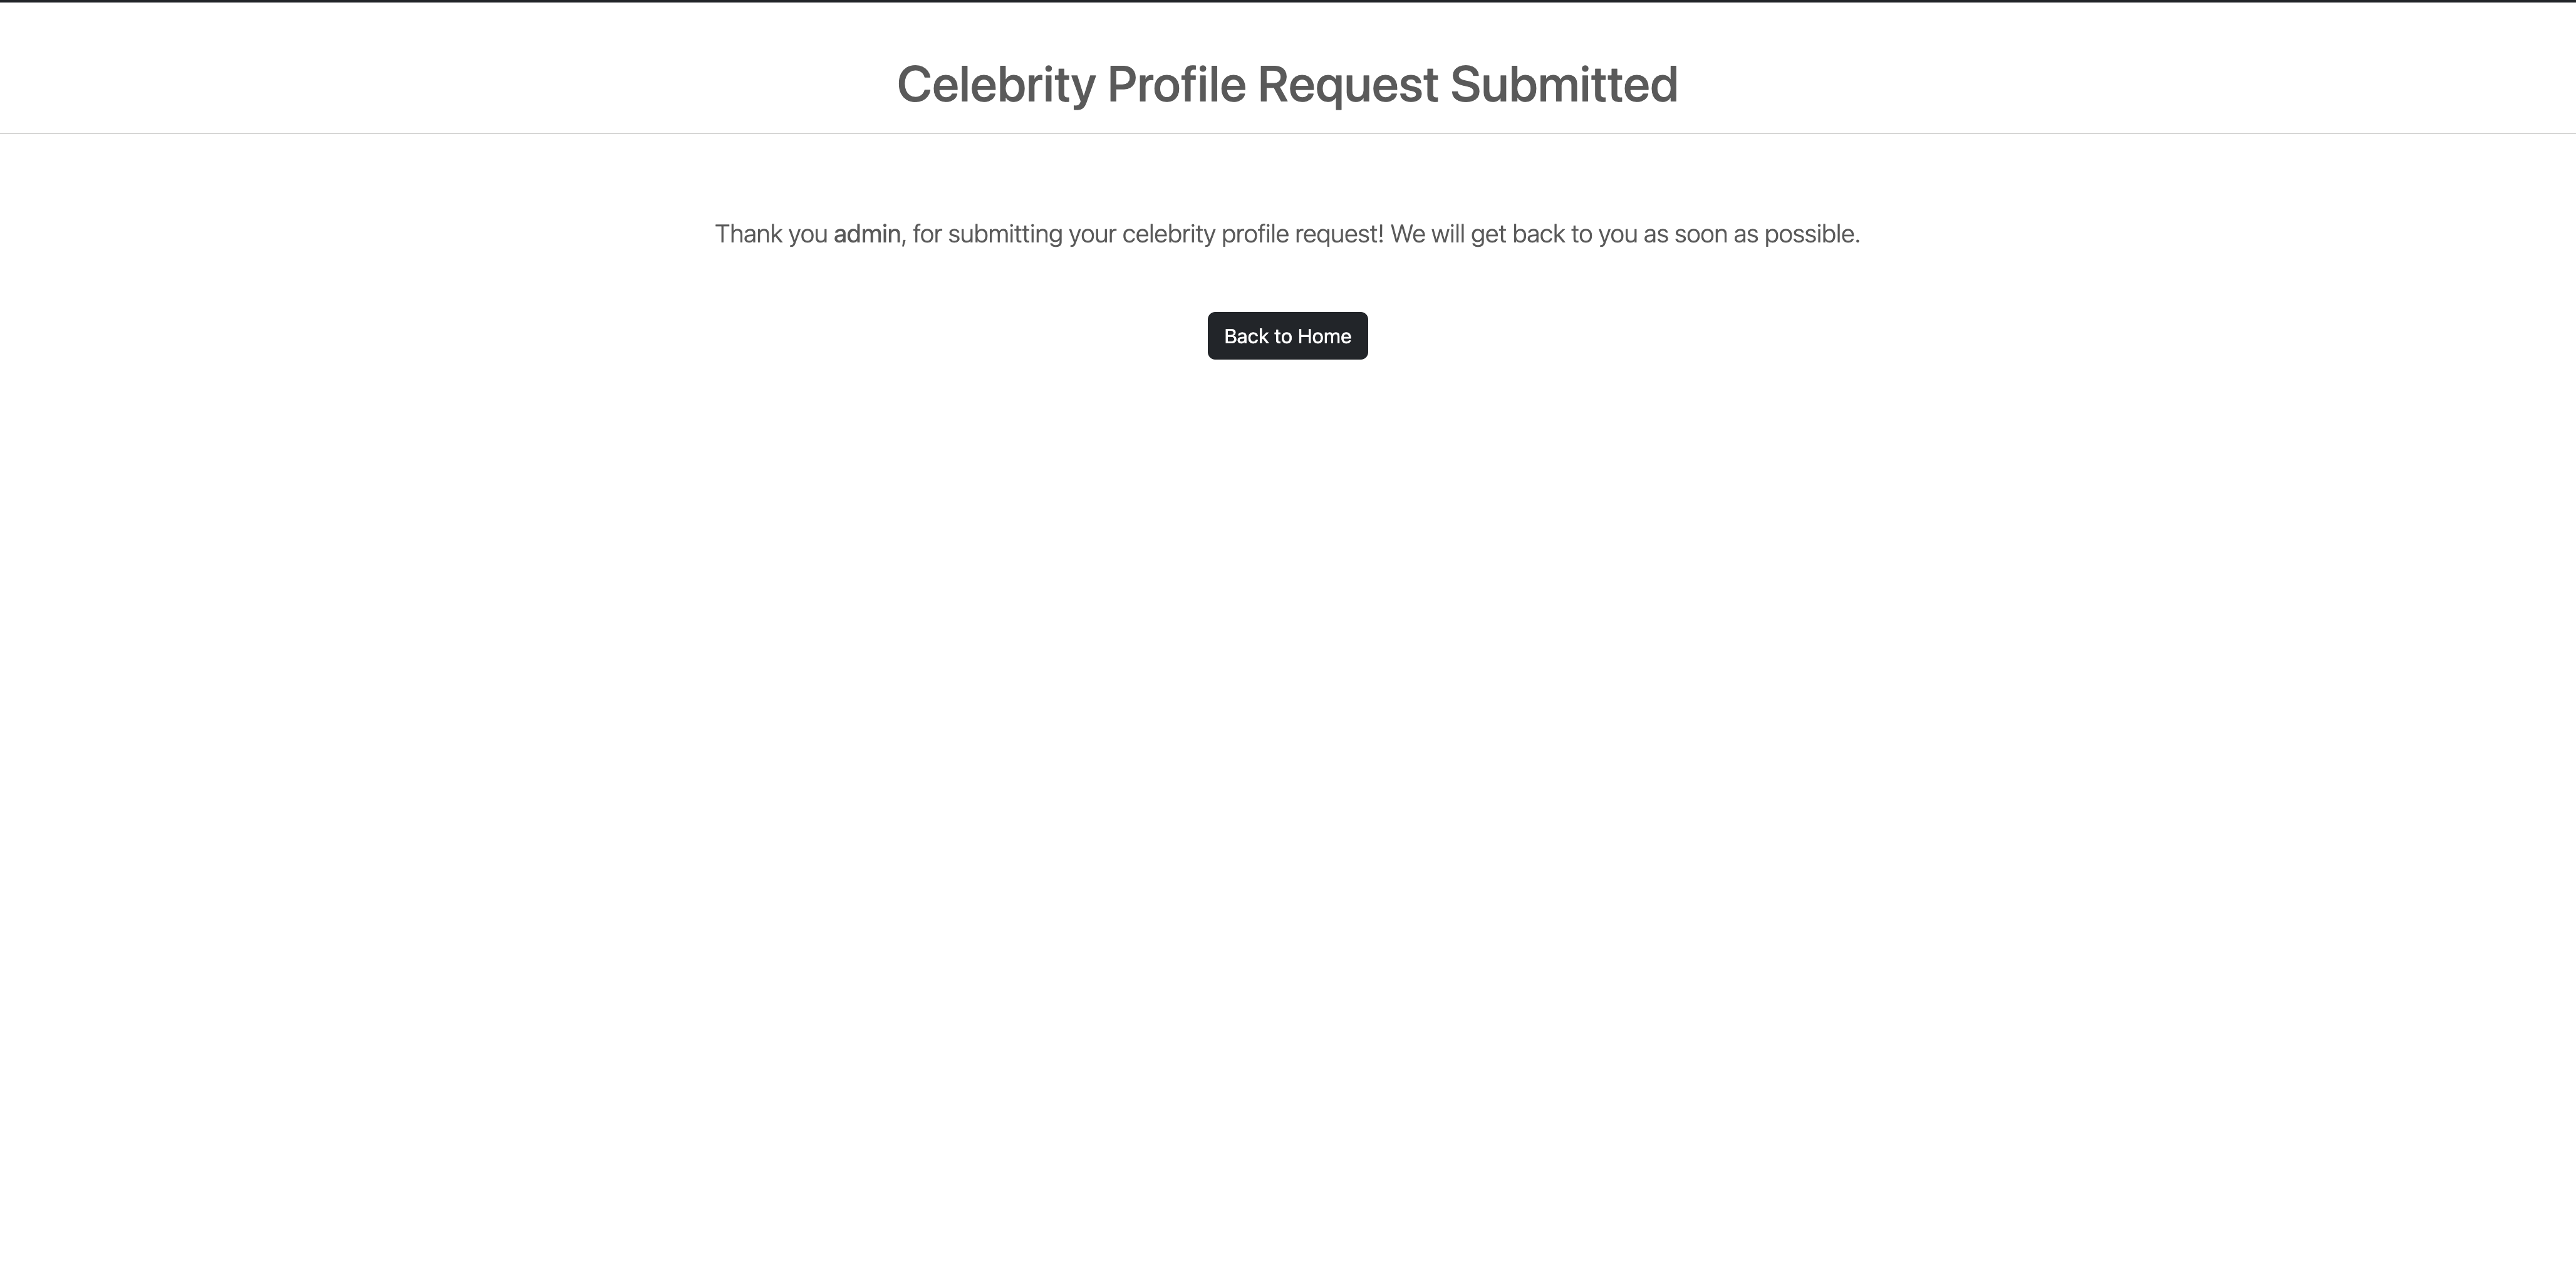 Celebrity Profile Request Submitted
Thank you admin, for submitting your celebrity profile request! We will get back to you as soon as possible.
Back to Home